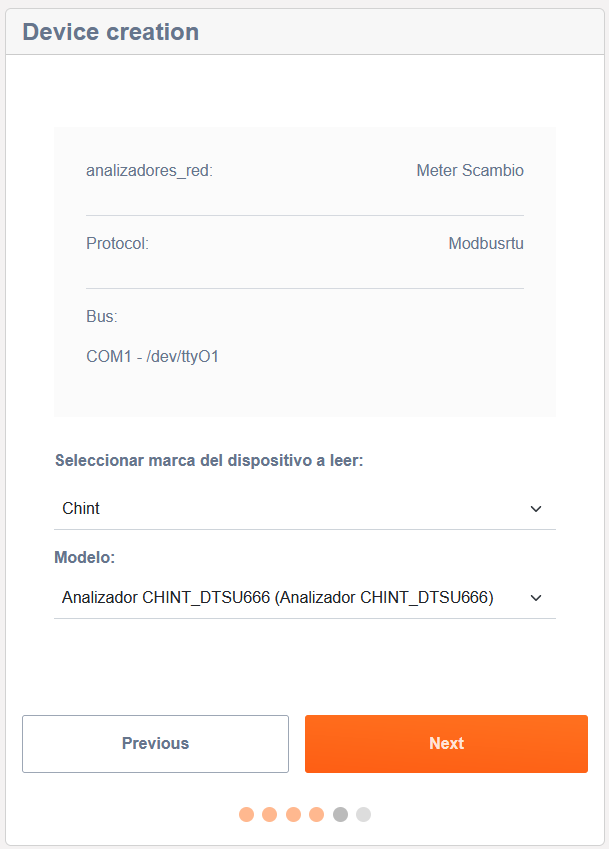 Device creation
analizadores_red: Meter Scambio
Protocol: Modbusrtu
Bus:
COM1 - /dev/ttyO1
Seleccionar marca del dispositivo a leer:
Chint
Modelo:
Analizador CHINT_DTSU666 (Analizador CHINT_DTSU666)
Previous Next